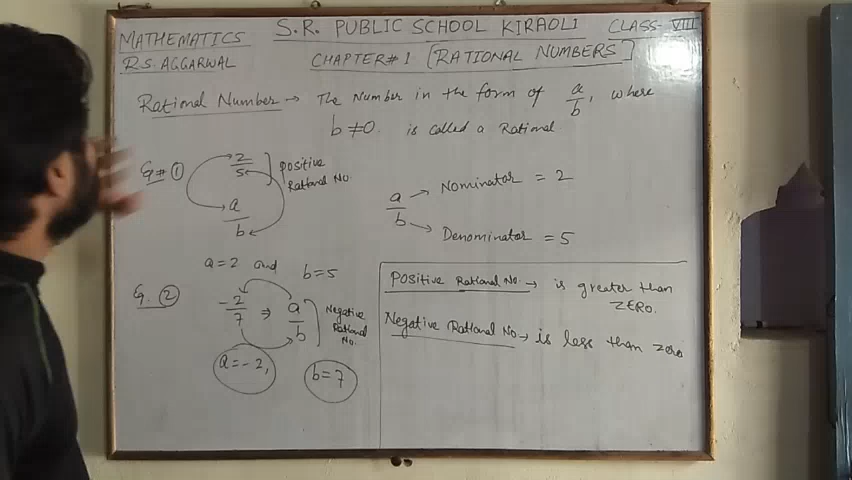 S.R. PUBLIC SCHOOL KIRAOLI
CLASS-VIII
MATHEMATICS
R.S. AGGARWAL
CHAPTER# 1 [RATIONAL NUMBERS]
Rational Number → The Number in the form of a/b, where
b ≠ 0. is called a Rational.
E.g# ① 2/5 Positive
Rational No.
a/b
a/b → Nominator = 2
→ Denominator = 5
a=2 and b=5
E.g. ② -2/7 ⇒ a/b Negative
Rational
No.
a=-2, b=7
Positive Rational No. → is greater than
ZERO.
Negative Rational No → is less than zero